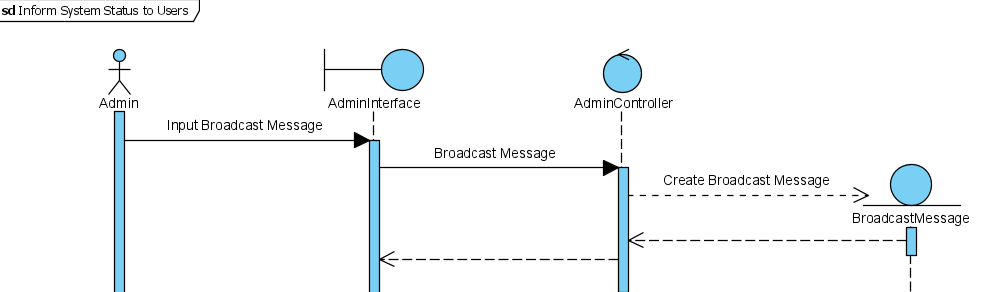 sd Inform System Status to Users
Admin
AdminInterface
AdminController
Input Broadcast Message
Broadcast Message
Create Broadcast Message
BroadcastMessage